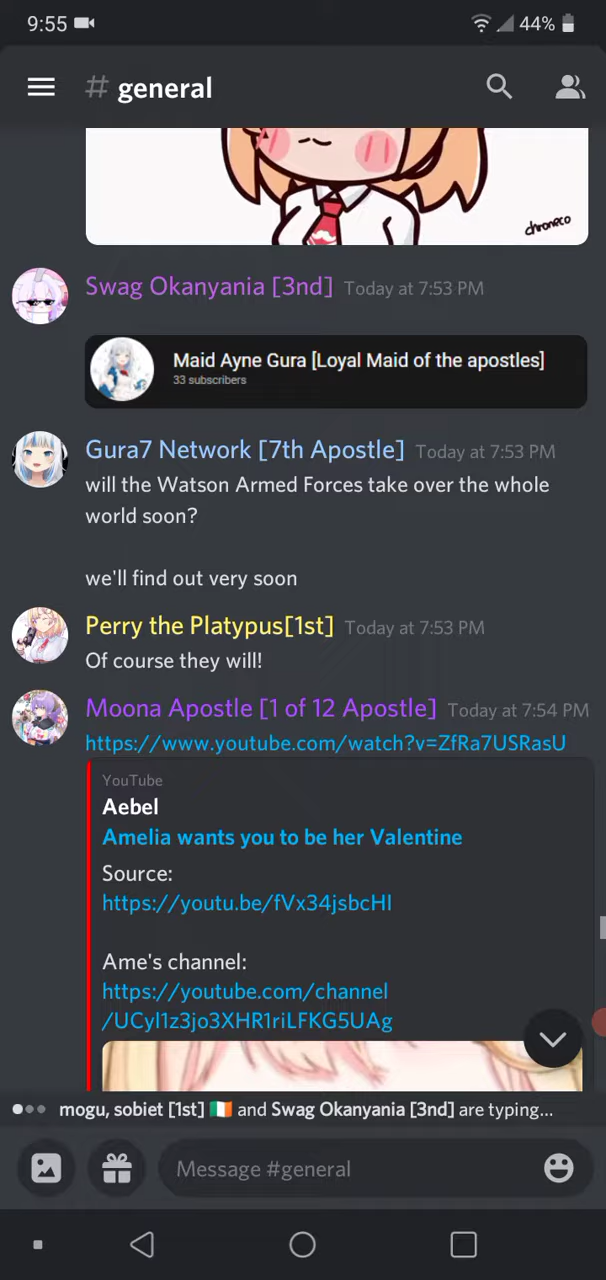 9:55
44%
# general
chroneco
Swag Okanyania [3nd] Today at 7:53 PM
Maid Ayne Gura [Loyal Maid of the apostles]
33 subscribers
Gura7 Network [7th Apostle] Today at 7:53 PM
will the Watson Armed Forces take over the whole
world soon?
we'll find out very soon
Perry the Platypus[1st] Today at 7:53 PM
Of course they will!
Moona Apostle [1 of 12 Apostle] Today at 7:54 PM
https://www.youtube.com/watch?v=ZfRa7USRasU
YouTube
Aebel
Amelia wants you to be her Valentine
Source:
https://youtu.be/fVx34jsbcHI
Ame's channel:
https://youtube.com/channel
/UCyl1z3jo3XHR1riLFKG5UAg
mogu, sobiet [1st] 🇮🇪 and Swag Okanyania [3nd] are typing...
Message #general